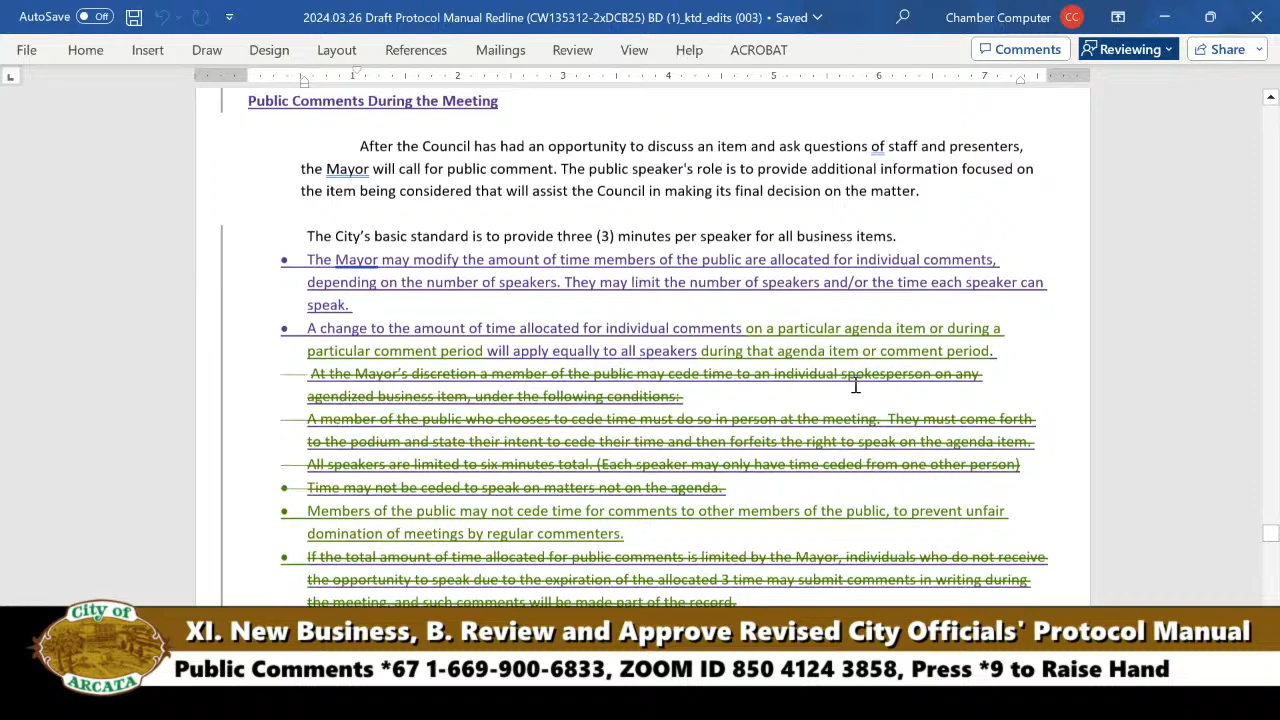 AutoSave Off 2024.03.26 Draft Protocol Manual Redline (CW135312-2xDCB25) BD (1)_ktd_edits (003) • Saved Chamber Computer CC
File Home Insert Draw Design Layout References Mailings Review View Help ACROBAT Comments Reviewing Share
L 1 2 3 4 5 6 7
Public Comments During the Meeting
After the Council has had an opportunity to discuss an item and ask questions of staff and presenters,
the Mayor will call for public comment. The public speaker's role is to provide additional information focused on
the item being considered that will assist the Council in making its final decision on the matter.
The City's basic standard is to provide three (3) minutes per speaker for all business items.
• The Mayor may modify the amount of time members of the public are allocated for individual comments,
depending on the number of speakers. They may limit the number of speakers and/or the time each speaker can
speak.
• A change to the amount of time allocated for individual comments on a particular agenda item or during a
particular comment period will apply equally to all speakers during that agenda item or comment period.
At the Mayor's discretion a member of the public may cede time to an individual spokesperson on any
agendized business item, under the following conditions:
A member of the public who chooses to cede time must do so in person at the meeting. They must come forth
to the podium and state their intent to cede their time and then forfeits the right to speak on the agenda item.
All speakers are limited to six minutes total. (Each speaker may only have time ceded from one other person)
• Time may not be ceded to speak on matters not on the agenda.
• Members of the public may not cede time for comments to other members of the public, to prevent unfair
domination of meetings by regular commenters.
• If the total amount of time allocated for public comments is limited by the Mayor, individuals who do not receive
the opportunity to speak due to the expiration of the allocated 3 time may submit comments in writing during
the meeting, and such comments will be made part of the record.
City of
ARCATA
XI. New Business, B. Review and Approve Revised City Officials' Protocol Manual
Public Comments *67 1-669-900-6833, ZOOM ID 850 4124 3858, Press *9 to Raise Hand